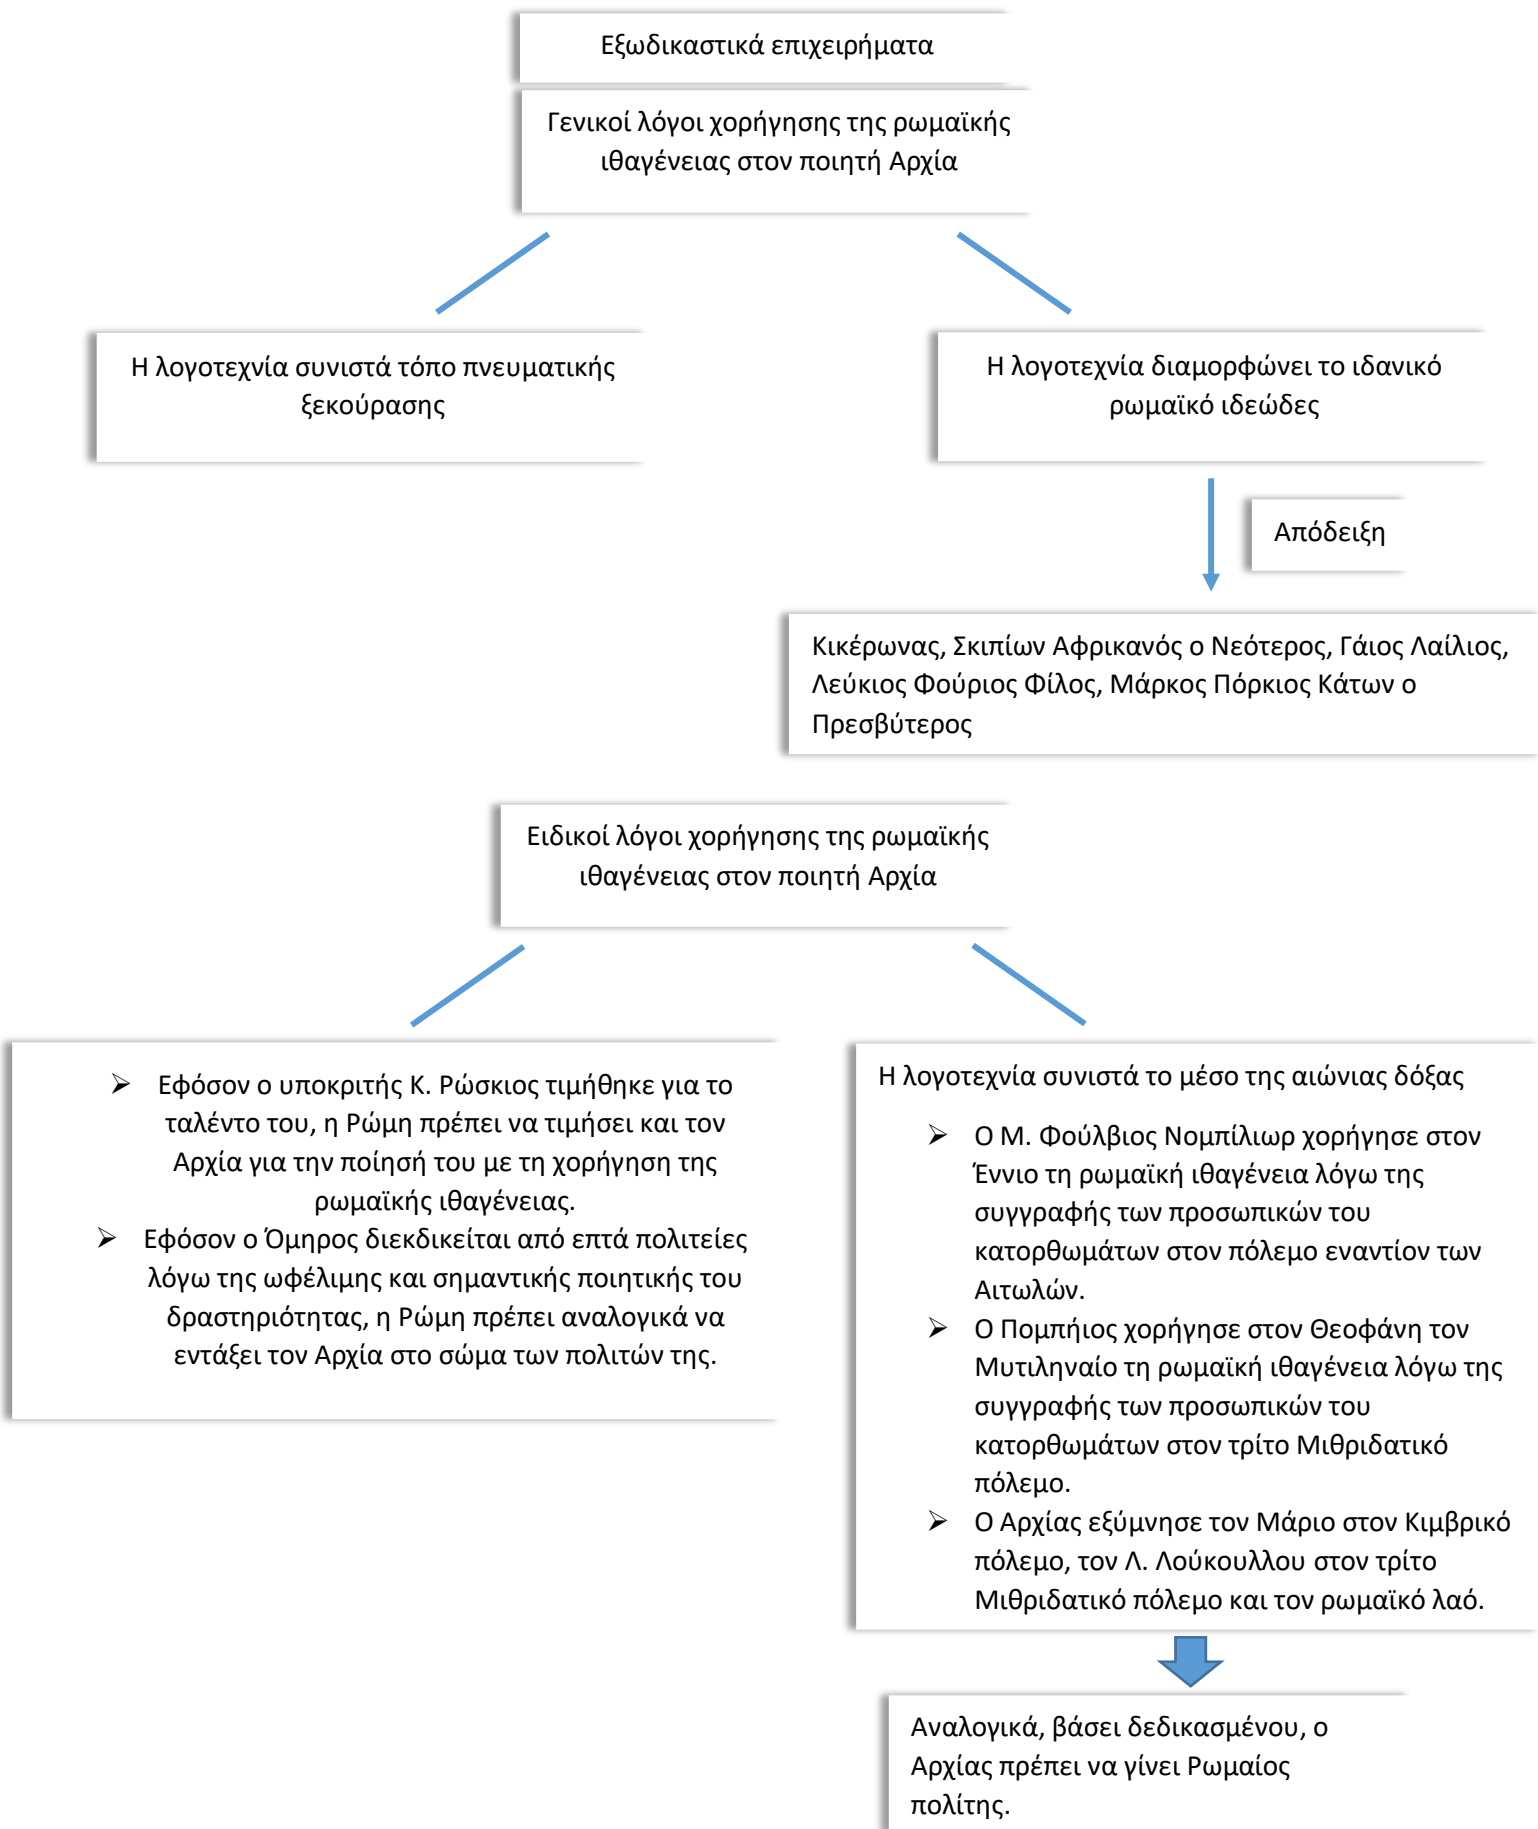 Εξωδικαστικά επιχειρήματα
Γενικοί λόγοι χορήγησης της ρωμαϊκής
ιθαγένειας στον ποιητή Αρχία
Η λογοτεχνία συνιστά τόπο πνευματικής
ξεκούρασης
Η λογοτεχνία διαμορφώνει το ιδανικό
ρωμαϊκό ιδεώδες
Απόδειξη
Κικέρωνας, Σκιπίων Αφρικανός ο Νεότερος, Γάιος Λαίλιος,
Λεύκιος Φούριος Φίλος, Μάρκος Πόρκιος Κάτων ο
Πρεσβύτερος
Ειδικοί λόγοι χορήγησης της ρωμαϊκής
ιθαγένειας στον ποιητή Αρχία
➢ Εφόσον ο υποκριτής Κ. Ρώσκιος τιμήθηκε για το
ταλέντο του, η Ρώμη πρέπει να τιμήσει και τον
Αρχία για την ποίησή του με τη χορήγηση της
ρωμαϊκής ιθαγένειας.
➢ Εφόσον ο Όμηρος διεκδικείται από επτά πολιτείες
λόγω της ωφέλιμης και σημαντικής ποιητικής του
δραστηριότητας, η Ρώμη πρέπει αναλογικά να
εντάξει τον Αρχία στο σώμα των πολιτών της.
Η λογοτεχνία συνιστά το μέσο της αιώνιας δόξας
➢ Ο Μ. Φούλβιος Νομπίλιωρ χορήγησε στον
Έννιο τη ρωμαϊκή ιθαγένεια λόγω της
συγγραφής των προσωπικών του
κατορθωμάτων στον πόλεμο εναντίον των
Αιτωλών.
➢ Ο Πομπήιος χορήγησε στον Θεοφάνη τον
Μυτιληναίο τη ρωμαϊκή ιθαγένεια λόγω της
συγγραφής των προσωπικών του
κατορθωμάτων στον τρίτο Μιθριδατικό
πόλεμο.
➢ Ο Αρχίας εξύμνησε τον Μάριο στον Κιμβρικό
πόλεμο, τον Λ. Λούκουλλου στον τρίτο
Μιθριδατικό πόλεμο και τον ρωμαϊκό λαό.
Αναλογικά, βάσει δεδικασμένου, ο
Αρχίας πρέπει να γίνει Ρωμαίος
πολίτης.